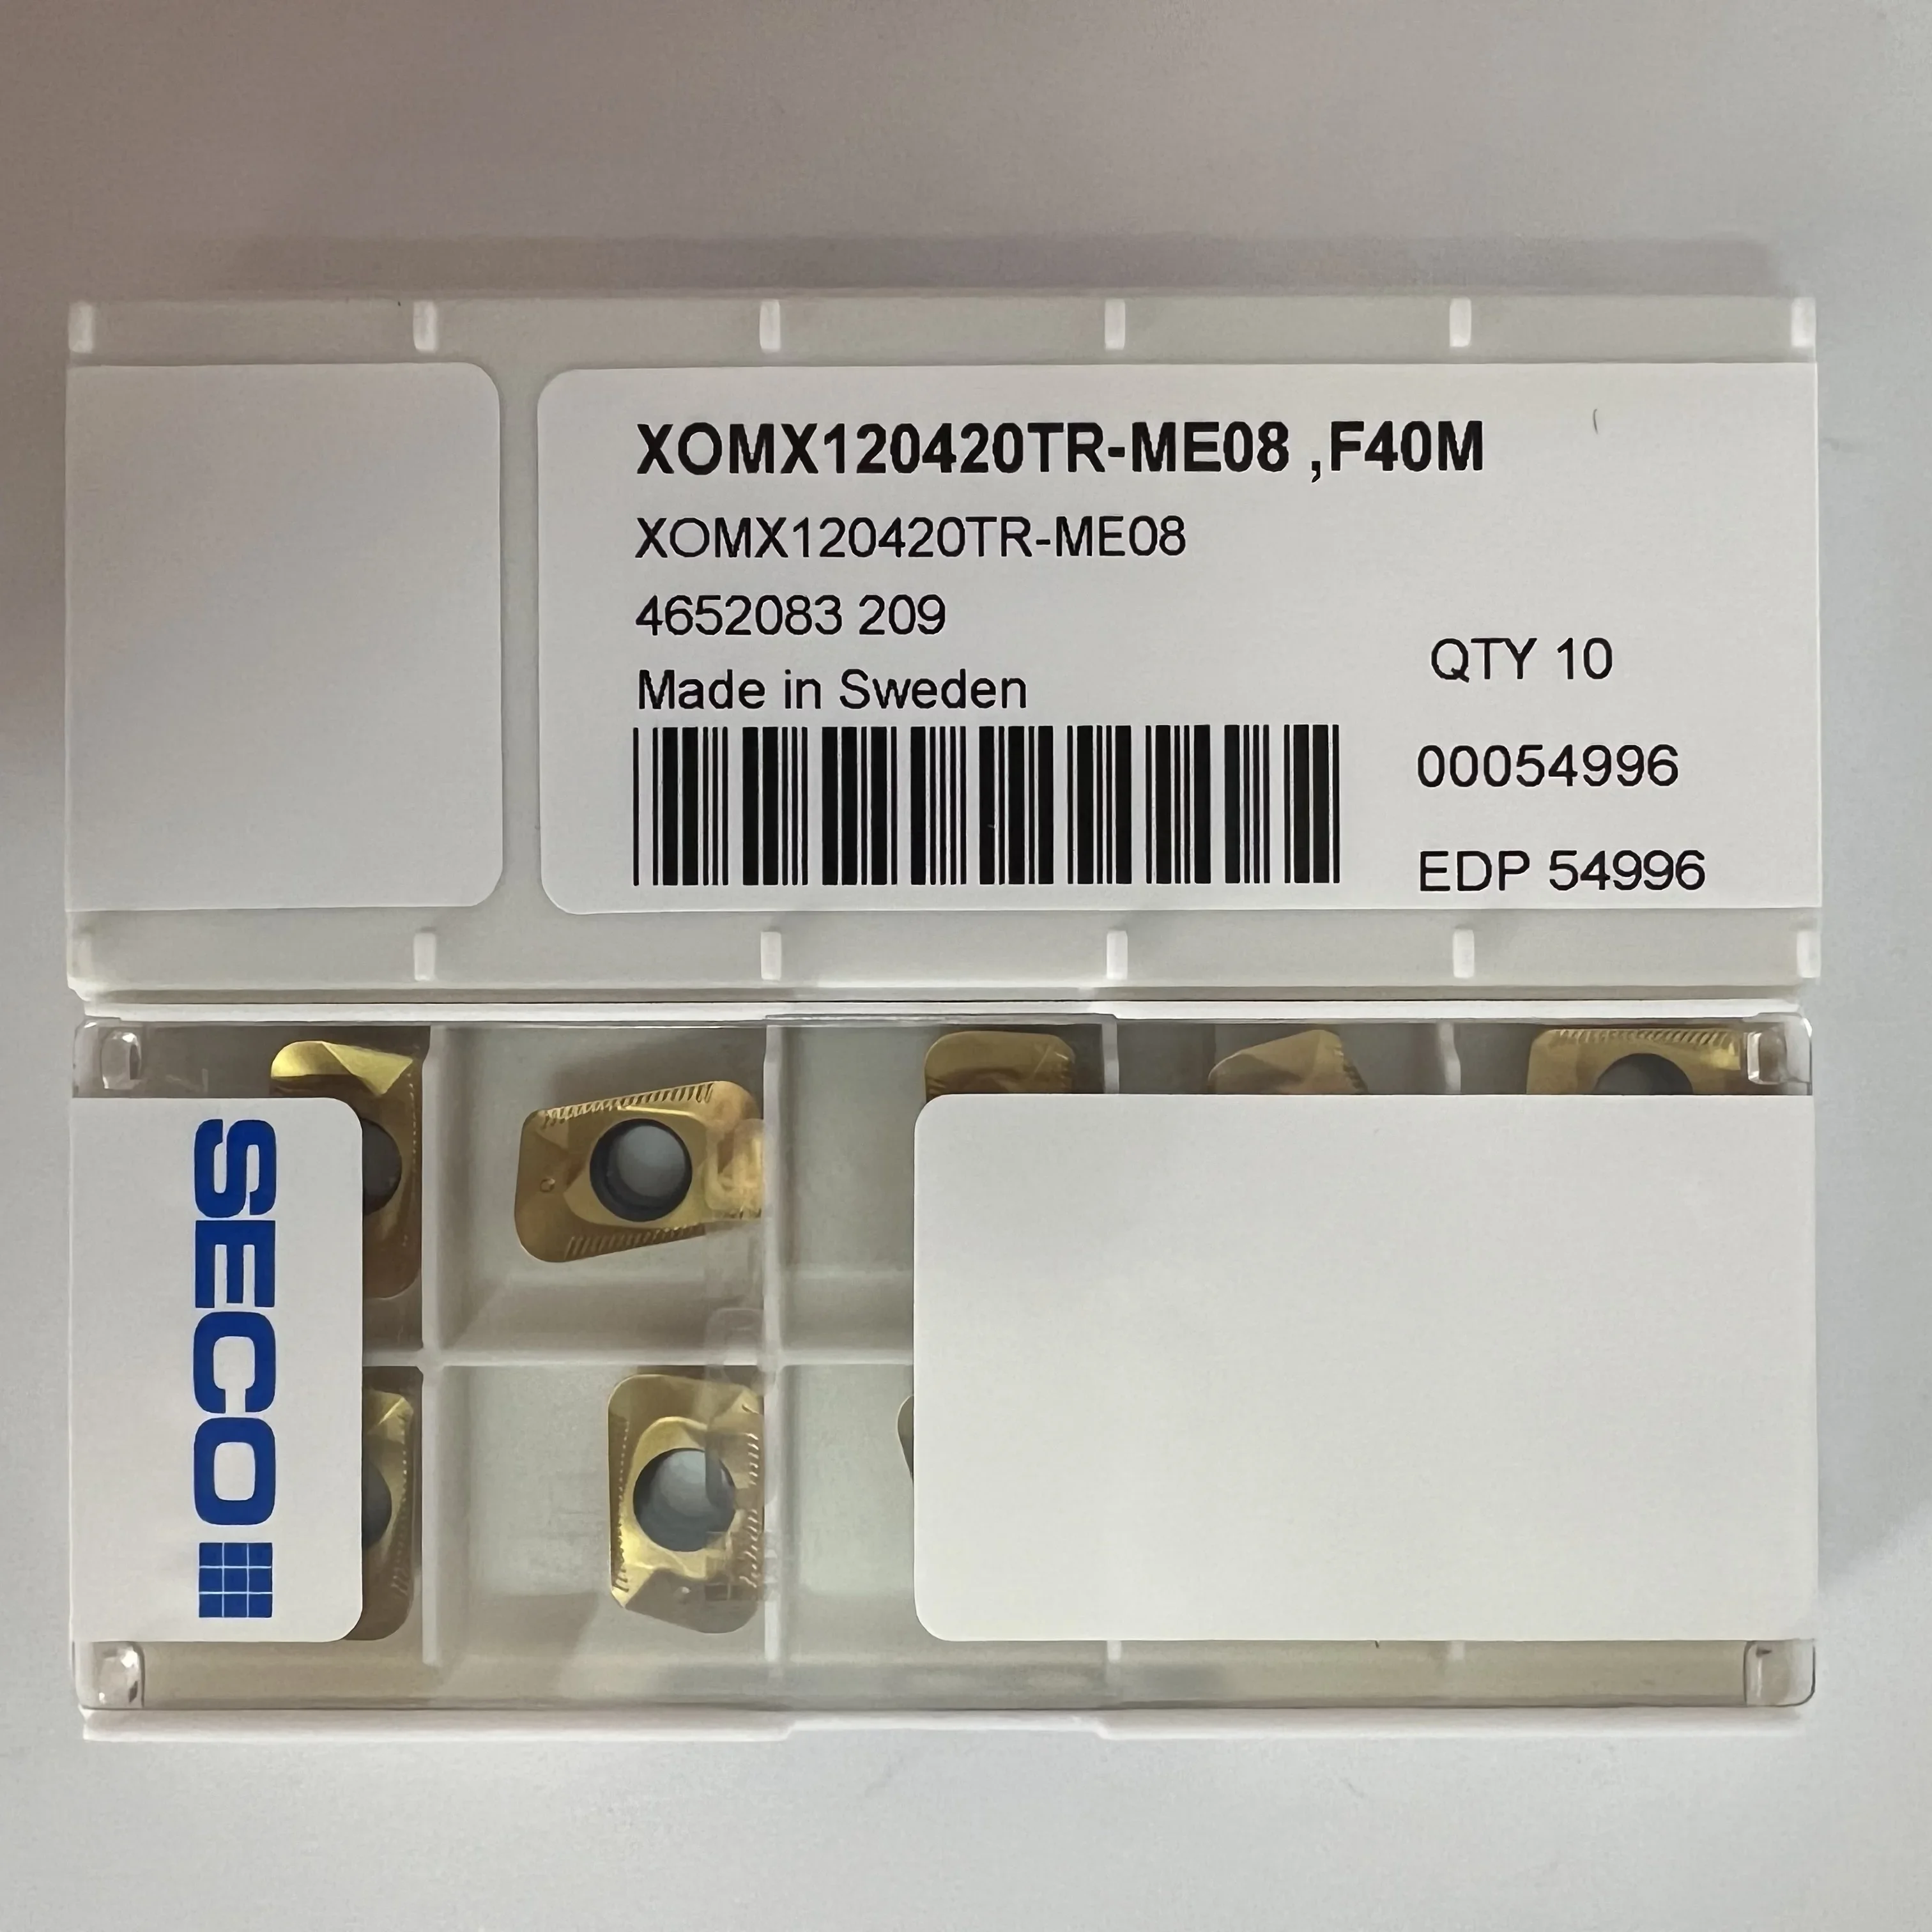 XOMX120420TR-ME08 ,F40M
XOMX120420TR-ME08
4652083 209
Made in Sweden
QTY 10
00054996
EDP 54996
SECO